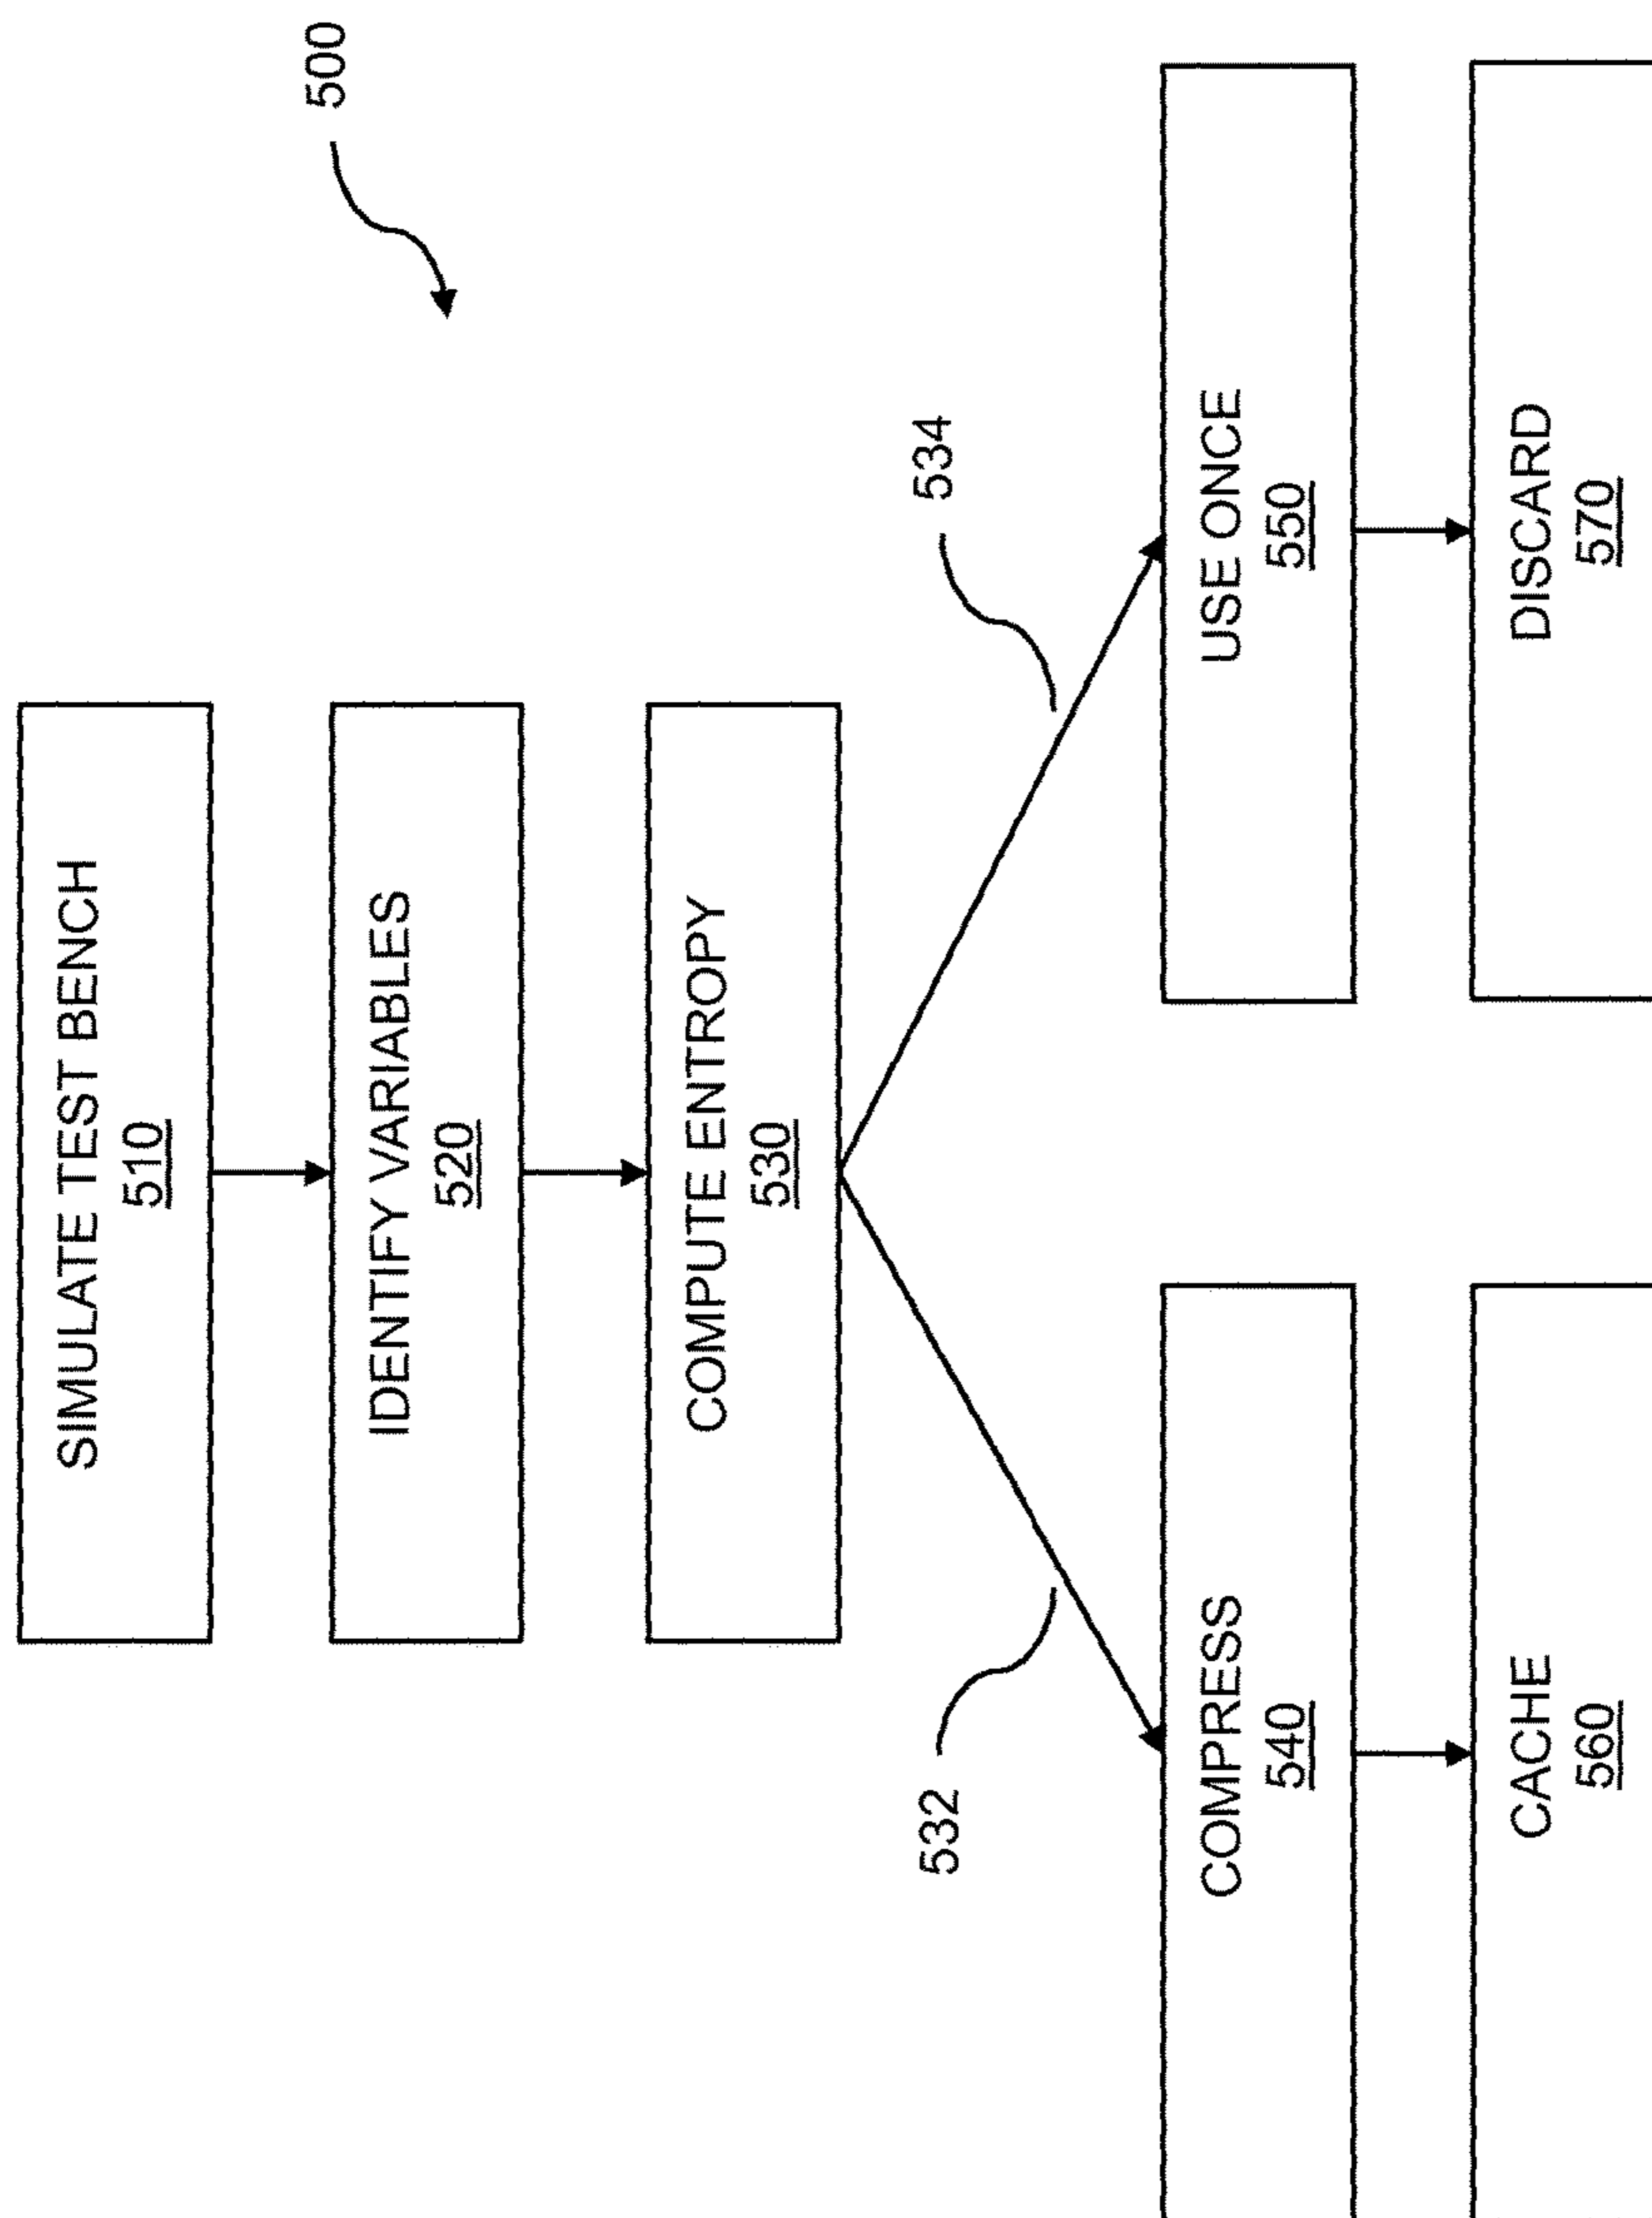 500
SIMULATE TEST BENCH
510
IDENTIFY VARIABLES
520
COMPUTE ENTROPY
530
532
534
COMPRESS
540
USE ONCE
550
CACHE
560
DISCARD
570